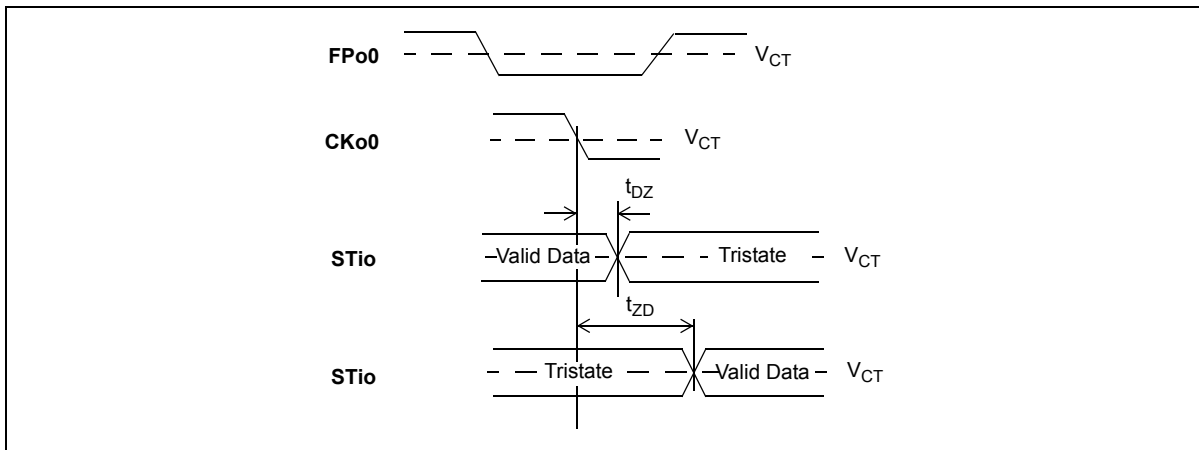 FPo0 V_CT
CKo0 V_CT
t_DZ
STio Valid Data Tristate V_CT
t_ZD
STio Tristate Valid Data V_CT